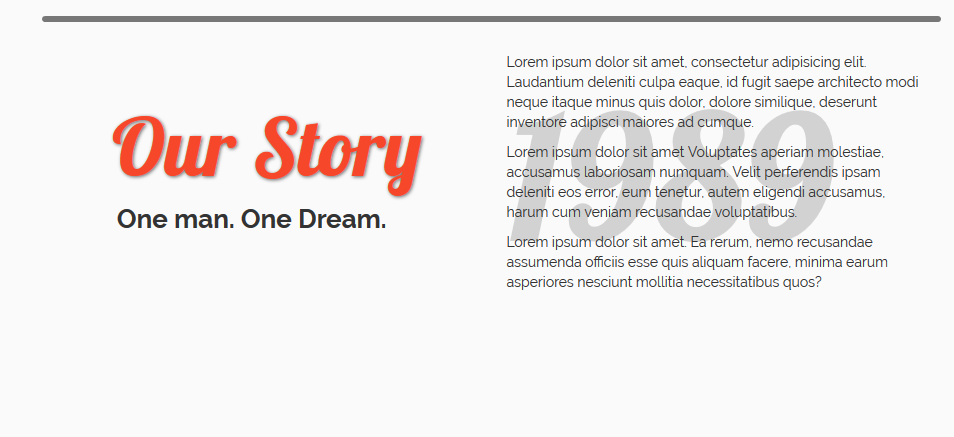 Our Story
One man. One Dream.
1989
Lorem ipsum dolor sit amet, consectetur adipisicing elit.
Laudantium deleniti culpa eaque, id fugit saepe architecto modi
neque itaque minus quis dolor, dolore similique, deserunt
inventore adipisci maiores ad cumque.
Lorem ipsum dolor sit amet Voluptates aperiam molestiae,
accusamus laboriosam numquam. Velit perferendis ipsam
deleniti eos error, eum tenetur, autem eligendi accusamus,
harum cum veniam recusandae voluptatibus.
Lorem ipsum dolor sit amet. Ea rerum, nemo recusandae
assumenda officiis esse quis aliquam facere, minima earum
asperiores nesciunt mollitia necessitatibus quos?